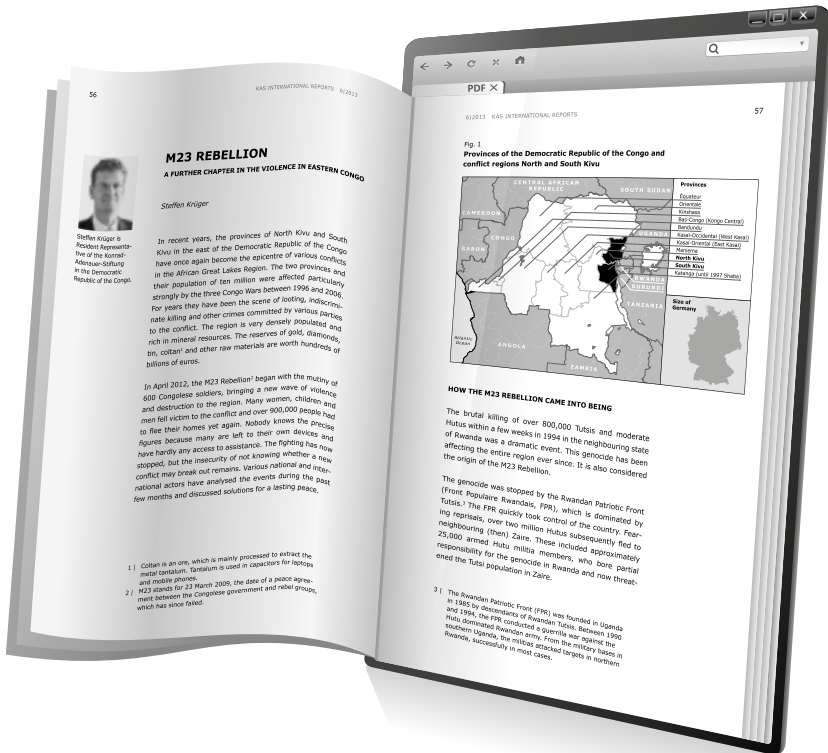 56
KAS INTERNATIONAL REPORTS 6|2013
M23 REBELLION
A FURTHER CHAPTER IN THE VIOLENCE IN EASTERN CONGO
Steffen Krüger
Steffen Krüger is
Resident Representa-
tive of the Konrad-
Adenauer-Stiftung
in the Democratic
Republic of the Congo.
In recent years, the provinces of North Kivu and South
Kivu in the east of the Democratic Republic of the Congo
have once again become the epicentre of various conflicts
in the African Great Lakes Region. The two provinces and
their population of ten million were affected particularly
strongly by the three Congo Wars between 1996 and 2006.
For years they have been the scene of looting, indiscrimi-
nate killing and other crimes committed by various parties
to the conflict. The region is very densely populated and
rich in mineral resources. The reserves of gold, diamonds,
tin, coltan1 and other raw materials are worth hundreds of
billions of euros.
In April 2012, the M23 Rebellion2 began with the mutiny of
600 Congolese soldiers, bringing a new wave of violence
and destruction to the region. Many women, children and
men fell victim to the conflict and over 900,000 people had
to flee their homes yet again. Nobody knows the precise
figures because many are left to their own devices and
have hardly any access to assistance. The fighting has now
stopped, but the insecurity of not knowing whether a new
conflict may break out remains. Various national and inter-
national actors have analysed the events during the past
few months and discussed solutions for a lasting peace.
1 | Coltan is an ore, which is mainly processed to extract the
metal tantalum. Tantalum is used in capacitors for laptops
and mobile phones.
2 | M23 stands for 23 March 2009, the date of a peace agree-
ment between the Congolese government and rebel groups,
which has since failed.
PDF
6|2013 KAS INTERNATIONAL REPORTS
57
Fig. 1
Provinces of the Democratic Republic of the Congo and
conflict regions North and South Kivu
CENTRAL AFRICAN
REPUBLIC
SOUTH SUDAN
CAMEROON
CONGO
GABON
UGANDA
RWANDA
BURUNDI
TANZANIA
Atlantic
Ocean
ANGOLA
ZAMBIA
Provinces
Équateur
Orientale
Kinshasa
Bas-Congo (Kongo Central)
Bandundu
Kasaï-Occidental (West Kasai)
Kasaï-Oriental (East Kasai)
Maniema
North Kivu
South Kivu
Katanga (until 1997 Shaba)
Size of
Germany
HOW THE M23 REBELLION CAME INTO BEING
The brutal killing of over 800,000 Tutsis and moderate
Hutus within a few weeks in 1994 in the neighbouring state
of Rwanda was a dramatic event. This genocide has been
affecting the entire region ever since. It is also considered
the origin of the M23 Rebellion.
The genocide was stopped by the Rwandan Patriotic Front
(Front Populaire Rwandais, FPR), which is dominated by
Tutsis.3 The FPR quickly took control of the country. Fear-
ing reprisals, over two million Hutus subsequently fled to
neighbouring (then) Zaire. These included approximately
25,000 armed Hutu militia members, who bore partial
responsibility for the genocide in Rwanda and now threat-
ened the Tutsi population in Zaire.
3 | The Rwandan Patriotic Front (FPR) was founded in Uganda
in 1985 by descendants of Rwandan Tutsis. Between 1990
and 1994, the FPR conducted a guerrilla war against the
Hutu dominated Rwandan army. From the military bases in
southern Uganda, the militias attacked targets in northern
Rwanda, successfully in most cases.